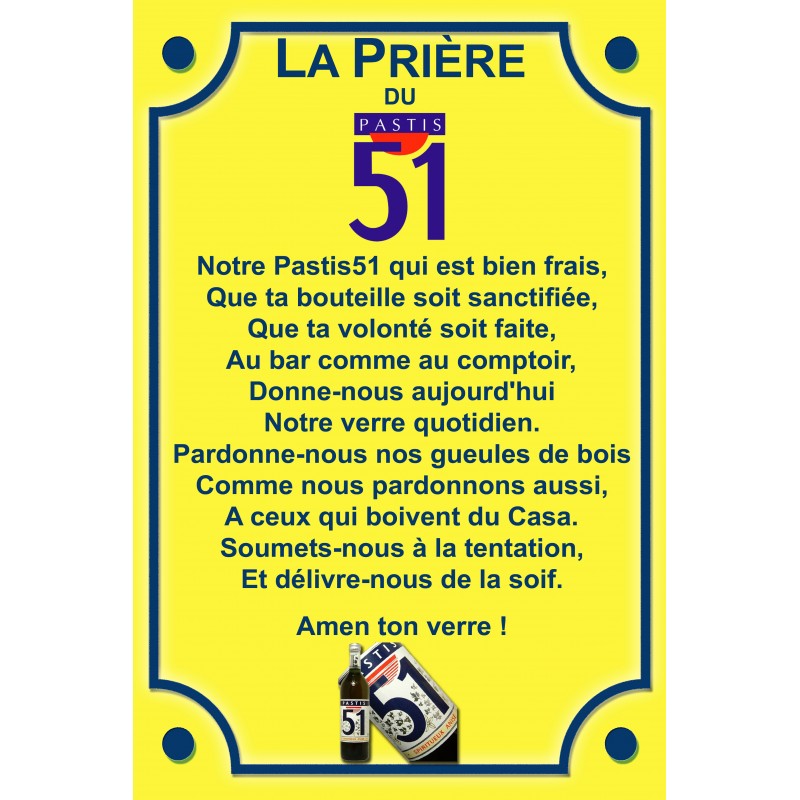 LA PRIÈRE
DU
PASTIS
51
Notre Pastis51 qui est bien frais,
Que ta bouteille soit sanctifiée,
Que ta volonté soit faite,
Au bar comme au comptoir,
Donne-nous aujourd'hui
Notre verre quotidien.
Pardonne-nous nos gueules de bois
Comme nous pardonnons aussi,
A ceux qui boivent du Casa.
Soumets-nous à la tentation,
Et délivre-nous de la soif.
Amen ton verre !
PASTIS
51
STIS
51
SPIRITUEUX ANISÉ